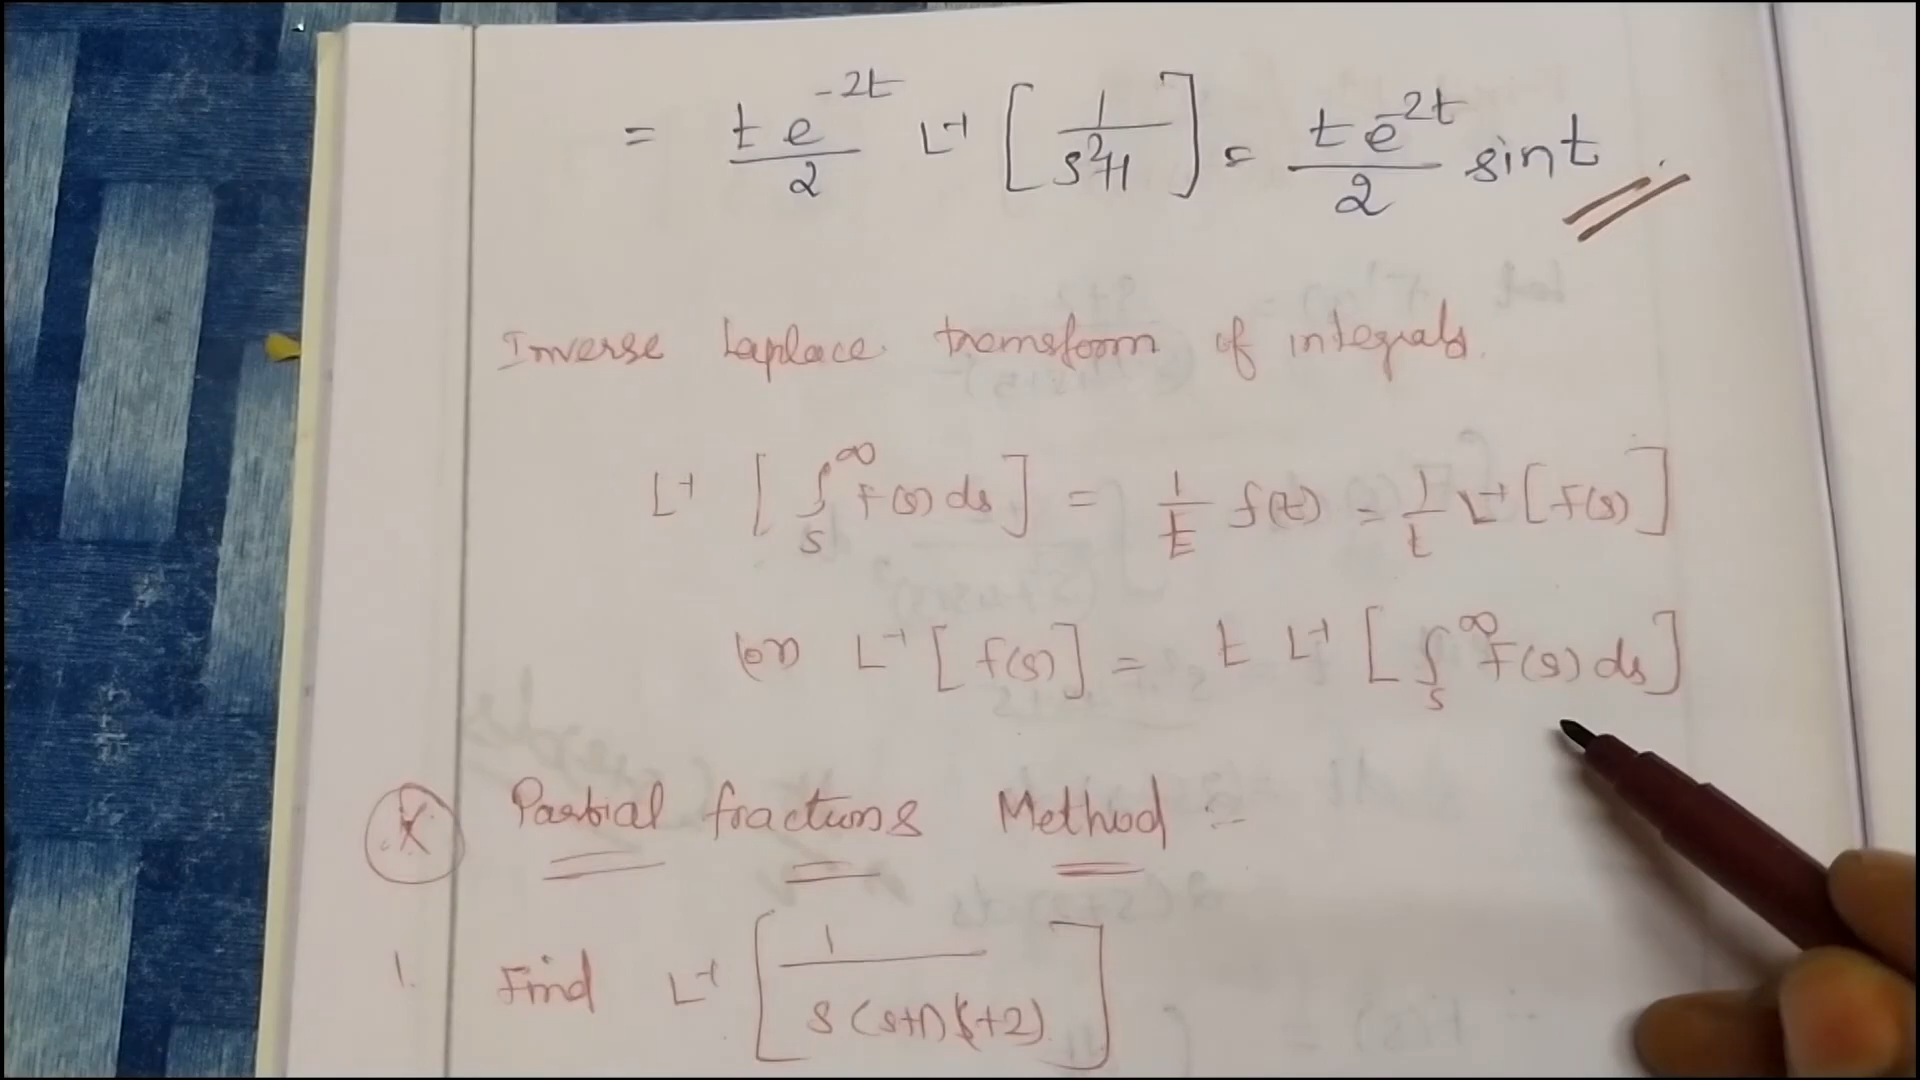 = te^{-2t}/2 L^{-1} [1/(s²+1)] = te^{-2t}/2 sint
Inverse Laplace transform of integrals.
L^{-1} [∫_s^∞ F(s) ds] = 1/t f(t) = 1/t L^{-1} [F(s)]
(or) L^{-1} [F(s)] = t L^{-1} [∫_s^∞ F(s) ds]
Partial fractions Method :-
1. Find L^{-1} [1/(s(s+1)(s+2))]